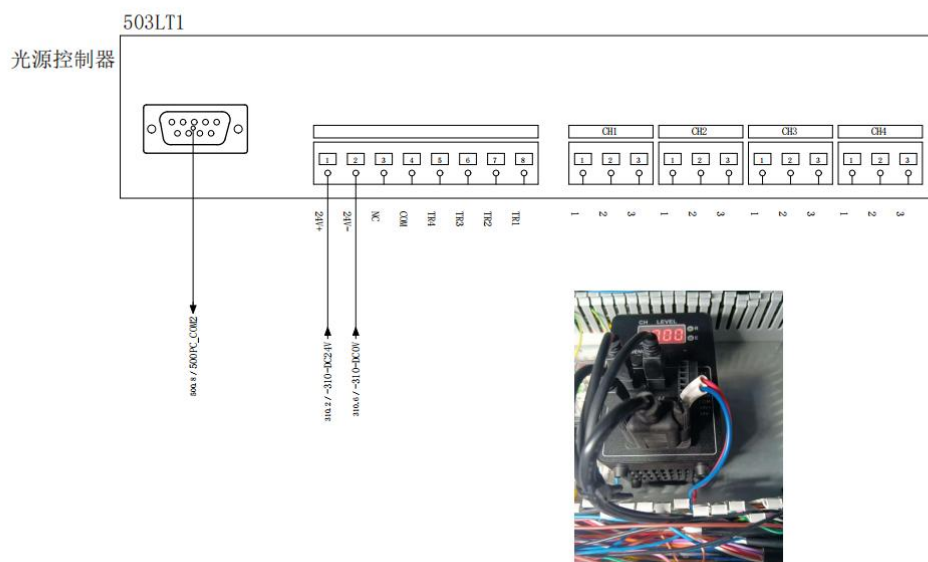 503LT1
光源控制器
CH1 CH2 CH3 CH4
1 2 3 4 5 6 7 8 1 2 3 1 2 3 1 2 3 1 2 3
24V+ 24V- NC COM TR4 TR3 TR2 TR1 1 2 3 1 2 3 1 2 3 1 2 3
500.8 / 500PC_COM2
310.2 / -310-DC24V
310.6 / -310-DC0V
CH LEVEL